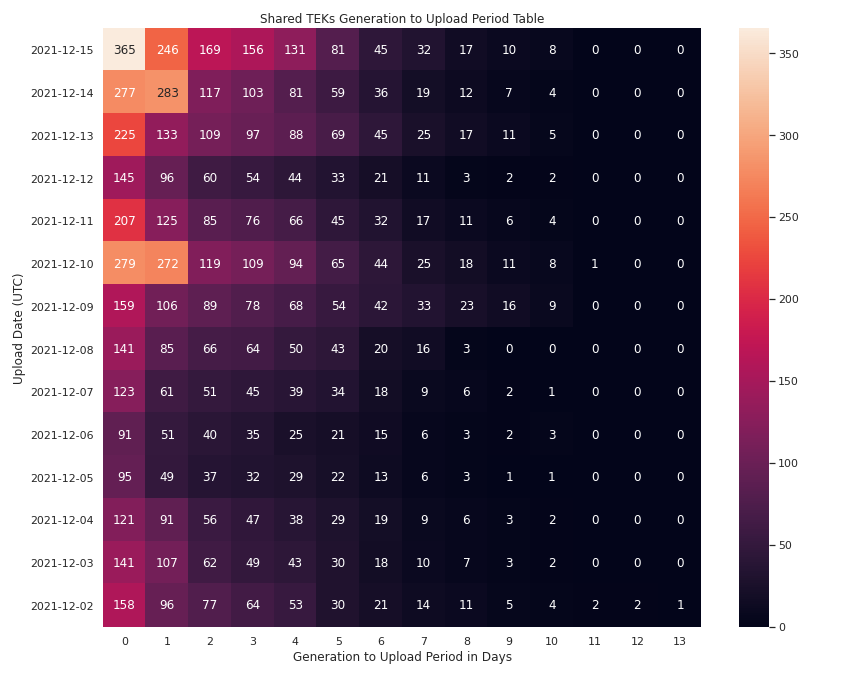 Shared TEKs Generation to Upload Period Table
2021-12-15 365 246 169 156 131 81 45 32 17 10 8 0 0 0
2021-12-14 277 283 117 103 81 59 36 19 12 7 4 0 0 0
2021-12-13 225 133 109 97 88 69 45 25 17 11 5 0 0 0
2021-12-12 145 96 60 54 44 33 21 11 3 2 2 0 0 0
2021-12-11 207 125 85 76 66 45 32 17 11 6 4 0 0 0
2021-12-10 279 272 119 109 94 65 44 25 18 11 8 1 0 0
2021-12-09 159 106 89 78 68 54 42 33 23 16 9 0 0 0
2021-12-08 141 85 66 64 50 43 20 16 3 0 0 0 0 0
2021-12-07 123 61 51 45 39 34 18 9 6 2 1 0 0 0
2021-12-06 91 51 40 35 25 21 15 6 3 2 3 0 0 0
2021-12-05 95 49 37 32 29 22 13 6 3 1 1 0 0 0
2021-12-04 121 91 56 47 38 29 19 9 6 3 2 0 0 0
2021-12-03 141 107 62 49 43 30 18 10 7 3 2 0 0 0
2021-12-02 158 96 77 64 53 30 21 14 11 5 4 2 2 1
0 1 2 3 4 5 6 7 8 9 10 11 12 13
Generation to Upload Period in Days
Upload Date (UTC)
350
300
250
200
150
100
50
0